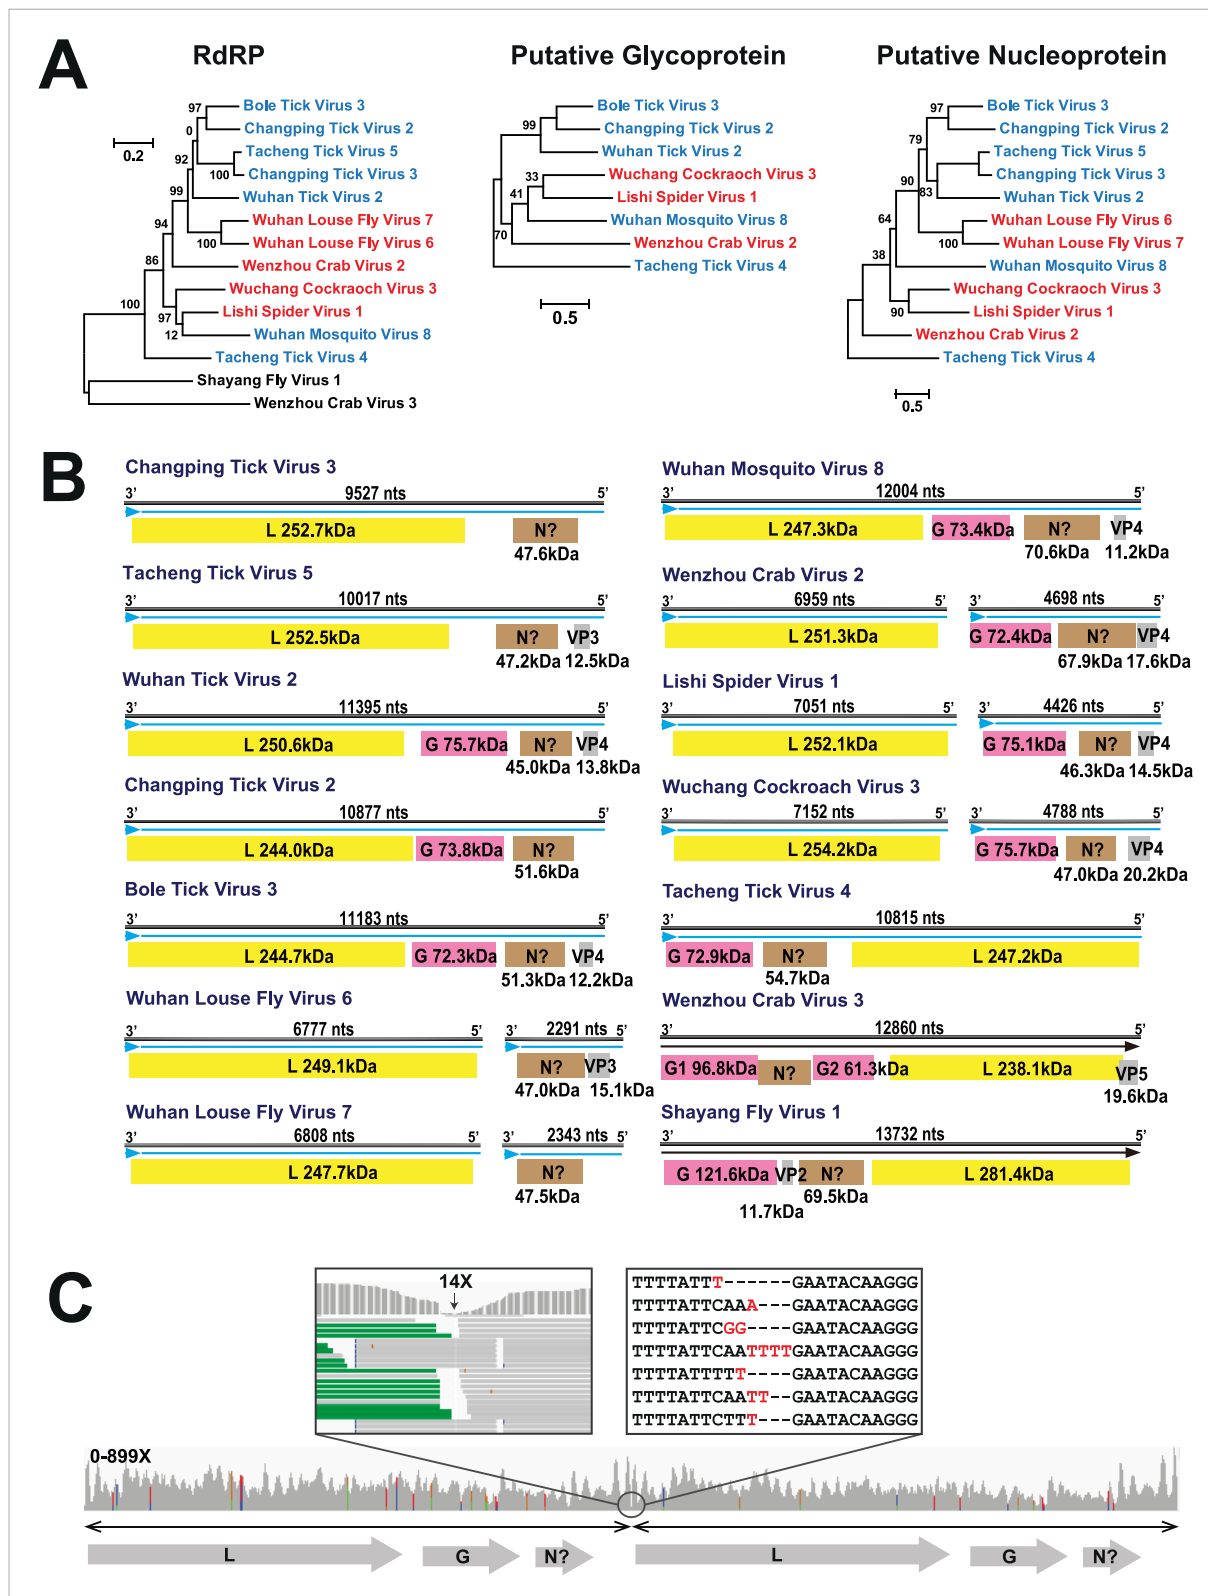 A
RdRP
Putative Glycoprotein
Putative Nucleoprotein
0.2
97
0
92
99
94
86
100
100
100
97
12
Bole Tick Virus 3
Changping Tick Virus 2
Tacheng Tick Virus 5
Changping Tick Virus 3
Wuhan Tick Virus 2
Wuhan Louse Fly Virus 7
Wuhan Louse Fly Virus 6
Wenzhou Crab Virus 2
Wuchang Cockraoch Virus 3
Lishi Spider Virus 1
Wuhan Mosquito Virus 8
Tacheng Tick Virus 4
Shayang Fly Virus 1
Wenzhou Crab Virus 3
99
33
41
70
Bole Tick Virus 3
Changping Tick Virus 2
Wuhan Tick Virus 2
Wuchang Cockraoch Virus 3
Lishi Spider Virus 1
Wuhan Mosquito Virus 8
Wenzhou Crab Virus 2
Tacheng Tick Virus 4
0.5
97
79
90
83
64
100
38
90
Bole Tick Virus 3
Changping Tick Virus 2
Tacheng Tick Virus 5
Changping Tick Virus 3
Wuhan Tick Virus 2
Wuhan Louse Fly Virus 6
Wuhan Louse Fly Virus 7
Wuhan Mosquito Virus 8
Wuchang Cockraoch Virus 3
Lishi Spider Virus 1
Wenzhou Crab Virus 2
Tacheng Tick Virus 4
0.5
B
Changping Tick Virus 3
3’ 9527 nts 5’
L 252.7kDa N?
47.6kDa
Tacheng Tick Virus 5
3’ 10017 nts 5’
L 252.5kDa N? VP3
47.2kDa 12.5kDa
Wuhan Tick Virus 2
3’ 11395 nts 5’
L 250.6kDa G 75.7kDa N? VP4
45.0kDa 13.8kDa
Changping Tick Virus 2
3’ 10877 nts 5’
L 244.0kDa G 73.8kDa N?
51.6kDa
Bole Tick Virus 3
3’ 11183 nts 5’
L 244.7kDa G 72.3kDa N? VP4
51.3kDa 12.2kDa
Wuhan Louse Fly Virus 6
3’ 6777 nts 5’ 3’ 2291 nts 5’
L 249.1kDa N? VP3
47.0kDa 15.1kDa
Wuhan Louse Fly Virus 7
3’ 6808 nts 5’ 3’ 2343 nts 5’
L 247.7kDa N?
47.5kDa
Wuhan Mosquito Virus 8
3’ 12004 nts 5’
L 247.3kDa G 73.4kDa N? VP4
70.6kDa 11.2kDa
Wenzhou Crab Virus 2
3’ 6959 nts 5’ 3’ 4698 nts 5’
L 251.3kDa G 72.4kDa N? VP4
67.9kDa 17.6kDa
Lishi Spider Virus 1
3’ 7051 nts 5’ 3’ 4426 nts 5’
L 252.1kDa G 75.1kDa N? VP4
46.3kDa 14.5kDa
Wuchang Cockroach Virus 3
3’ 7152 nts 5’ 3’ 4788 nts 5’
L 254.2kDa G 75.7kDa N? VP4
47.0kDa 20.2kDa
Tacheng Tick Virus 4
3’ 10815 nts 5’
G 72.9kDa N? L 247.2kDa
54.7kDa
Wenzhou Crab Virus 3
3’ 12860 nts 5’
G1 96.8kDa N? G2 61.3kDa L 238.1kDa VP5
19.6kDa
Shayang Fly Virus 1
3’ 13732 nts 5’
G 121.6kDa VP2 N? L 281.4kDa
69.5kDa
11.7kDa
C
14X
TTTTATTT------GAATACAAGGG
TTTTATTCAAA----GAATACAAGGG
TTTTATTCGG-----GAATACAAGGG
TTTTATTCAATTTTGAATACAAGGG
TTTTATTTTT----GAATACAAGGG
TTTTATTCAATT---GAATACAAGGG
TTTTATTCTTT----GAATACAAGGG
0-899X
L G N? L G N?